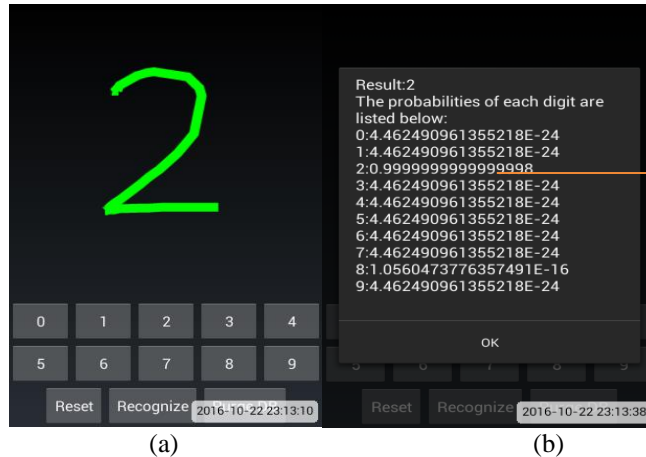 2
0 1 2 3 4
5 6 7 8 9
Reset Recognize
2016-10-22 23:13:10
(a)
Result:2
The probabilities of each digit are
listed below:
0:4.462490961355218E-24
1:4.462490961355218E-24
2:0.9999999999999998
3:4.462490961355218E-24
4:4.462490961355218E-24
5:4.462490961355218E-24
6:4.462490961355218E-24
7:4.462490961355218E-24
8:1.0560473776357491E-16
9:4.462490961355218E-24
OK
Reset Recognize
2016-10-22 23:13:38
(b)